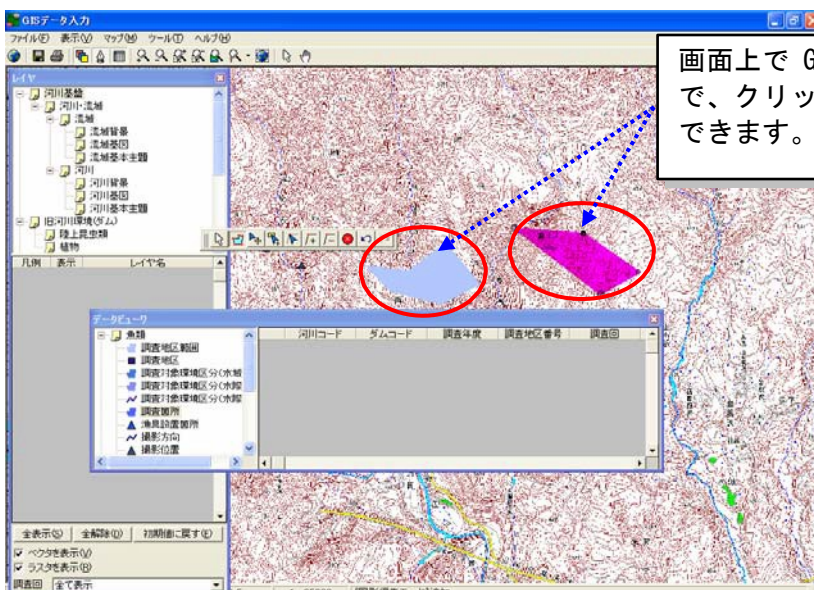 GISデータ入力
ファイル(F) 表示(V) マップ(M) ツール(T) ヘルプ(H)
画面上で G
で、クリッ
できます。
レイヤ
河川基盤
河川・流域
流域
流域背景
流域基図
流域基本主題
河川
河川背景
河川基図
河川基本主題
旧河川環境(ダム)
陸上昆虫類
植物
凡例 表示 レイヤ名
データビューワ
魚類
調査地区範囲
調査地区
調査対象環境区分(水域
調査対象環境区分(水際
調査対象環境区分(水際
調査箇所
漁具設置箇所
撮影方向
撮影位置
河川コード ダムコード 調査年度 調査地区番号 調査回
全表示(S) 全解除(D) 初期値に戻す(E)
ベクタを表示(V)
ラスタを表示(R)
調査回 全て表示